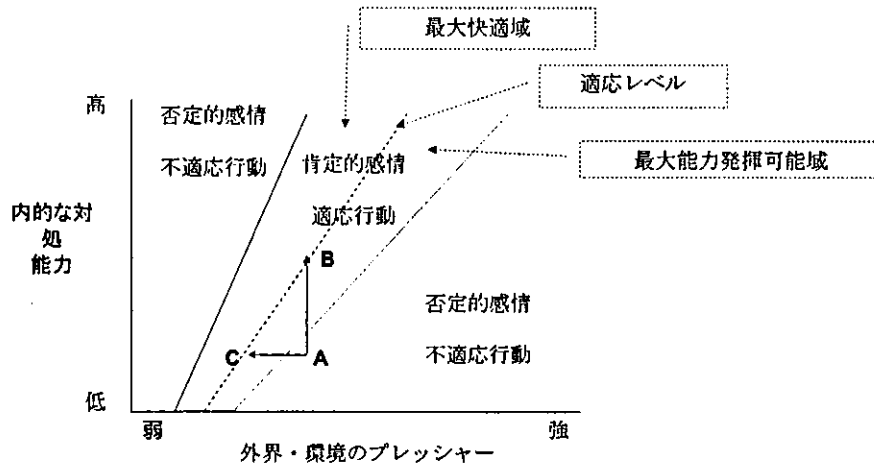 最大快適域
適応レベル
最大能力発揮可能域
高
否定的感情
不適応行動
肯定的感情
適応行動
内的な対
処
能力
B
C
A
否定的感情
不適応行動
低
弱
強
外界・環境のプレッシャー